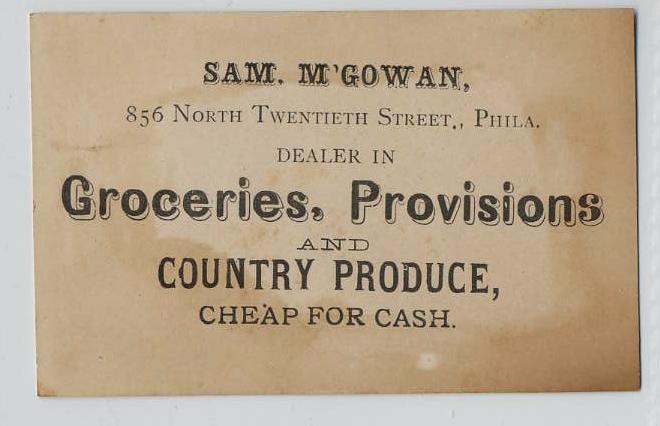 SAM. M'GOWAN,
856 NORTH TWENTIETH STREET., PHILA.
DEALER IN
Groceries, Provisions
AND
COUNTRY PRODUCE,
CHEAP FOR CASH.